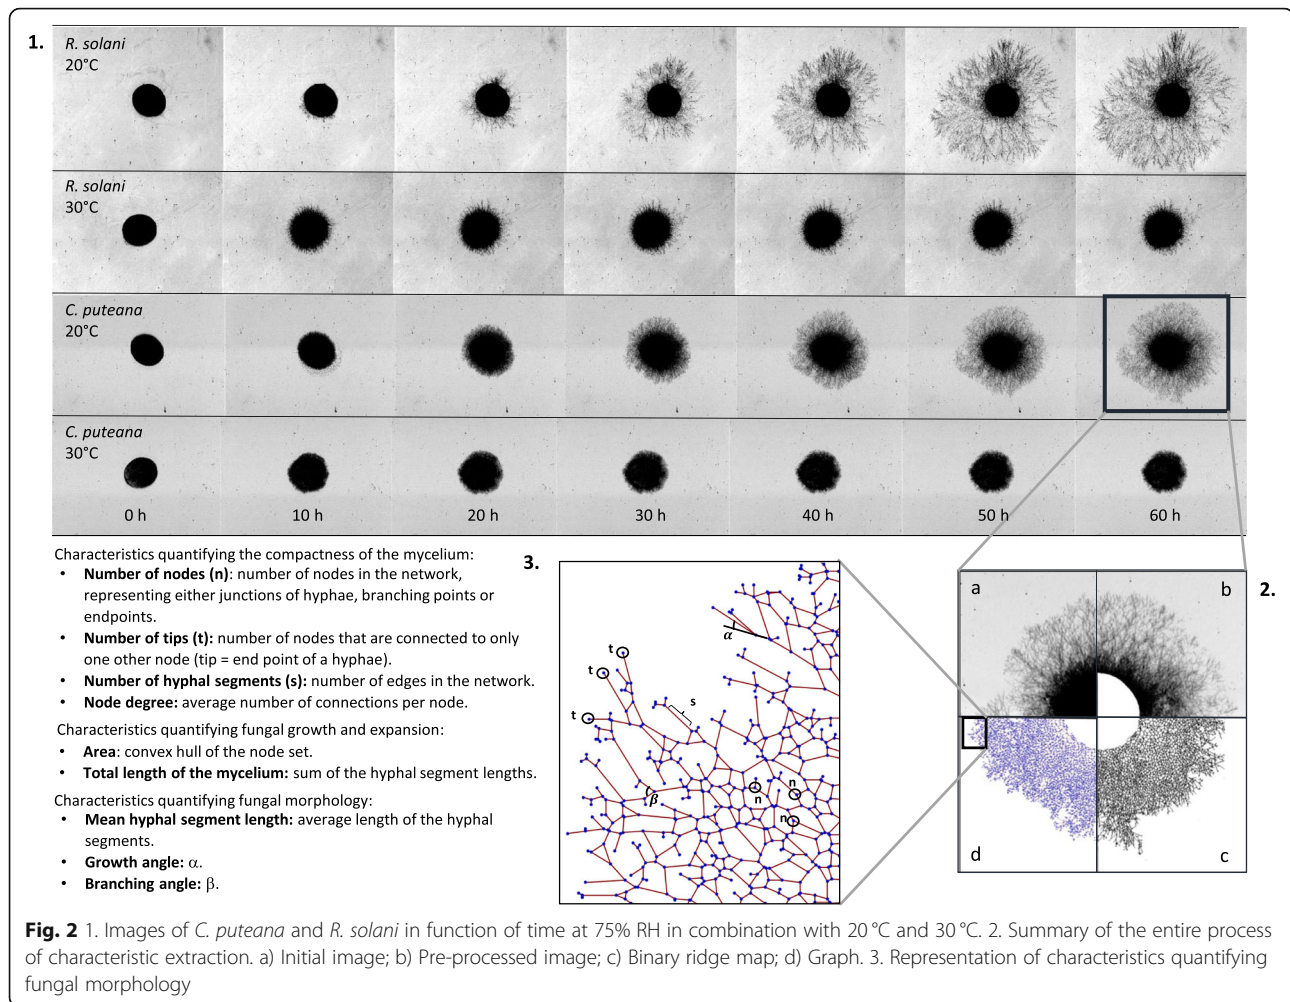 1.
R. solani
20°C
R. solani
30°C
C. puteana
20°C
C. puteana
30°C
0 h
10 h
20 h
30 h
40 h
50 h
60 h
Characteristics quantifying the compactness of the mycelium:
• Number of nodes (n): number of nodes in the network,
representing either junctions of hyphae, branching points or
endpoints.
• Number of tips (t): number of nodes that are connected to only
one other node (tip = end point of a hyphae).
• Number of hyphal segments (s): number of edges in the network.
• Node degree: average number of connections per node.
Characteristics quantifying fungal growth and expansion:
• Area: convex hull of the node set.
• Total length of the mycelium: sum of the hyphal segment lengths.
Characteristics quantifying fungal morphology:
• Mean hyphal segment length: average length of the hyphal
segments.
• Growth angle: α.
• Branching angle: β.
3.
α
t
t
t
s
β
n
n
n
2.
a
b
d
c
Fig. 2 1. Images of C. puteana and R. solani in function of time at 75% RH in combination with 20 °C and 30 °C. 2. Summary of the entire process
of characteristic extraction. a) Initial image; b) Pre-processed image; c) Binary ridge map; d) Graph. 3. Representation of characteristics quantifying
fungal morphology